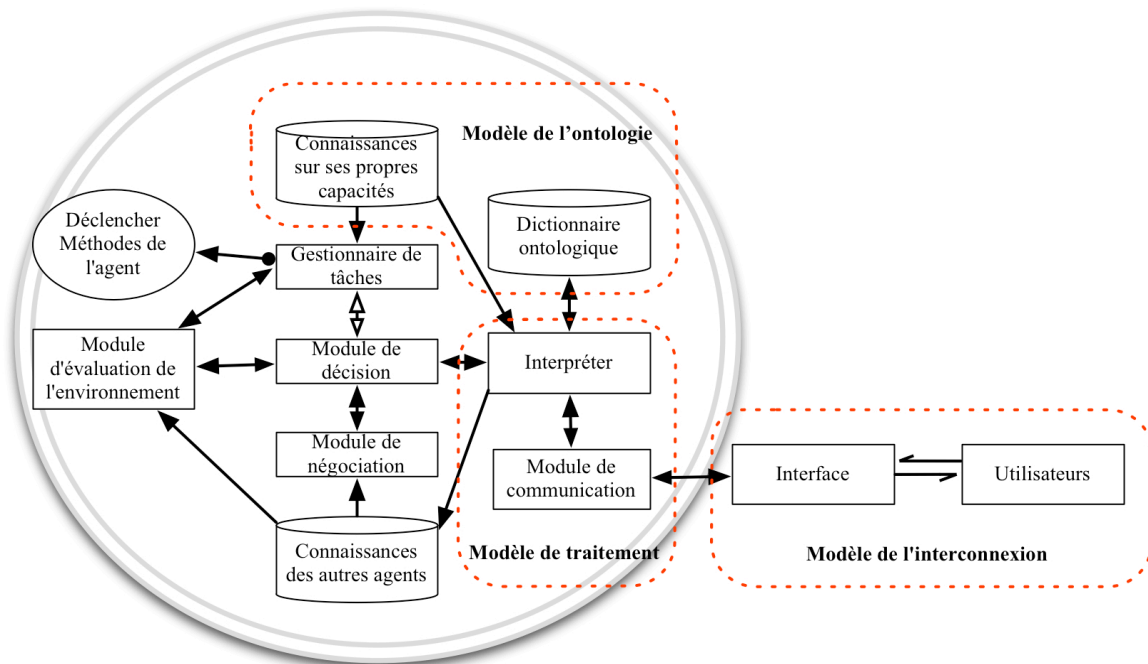 Modèle de l'ontologie
Connaissances
sur ses propres
capacités
Dictionnaire
ontologique
Déclencher
Méthodes de
l'agent
Gestionnaire de
tâches
Module
d'évaluation de
l'environnement
Module de
décision
Interpréter
Module de
négociation
Module de
communication
Interface
Utilisateurs
Connaissances
des autres agents
Modèle de traitement
Modèle de l'interconnexion